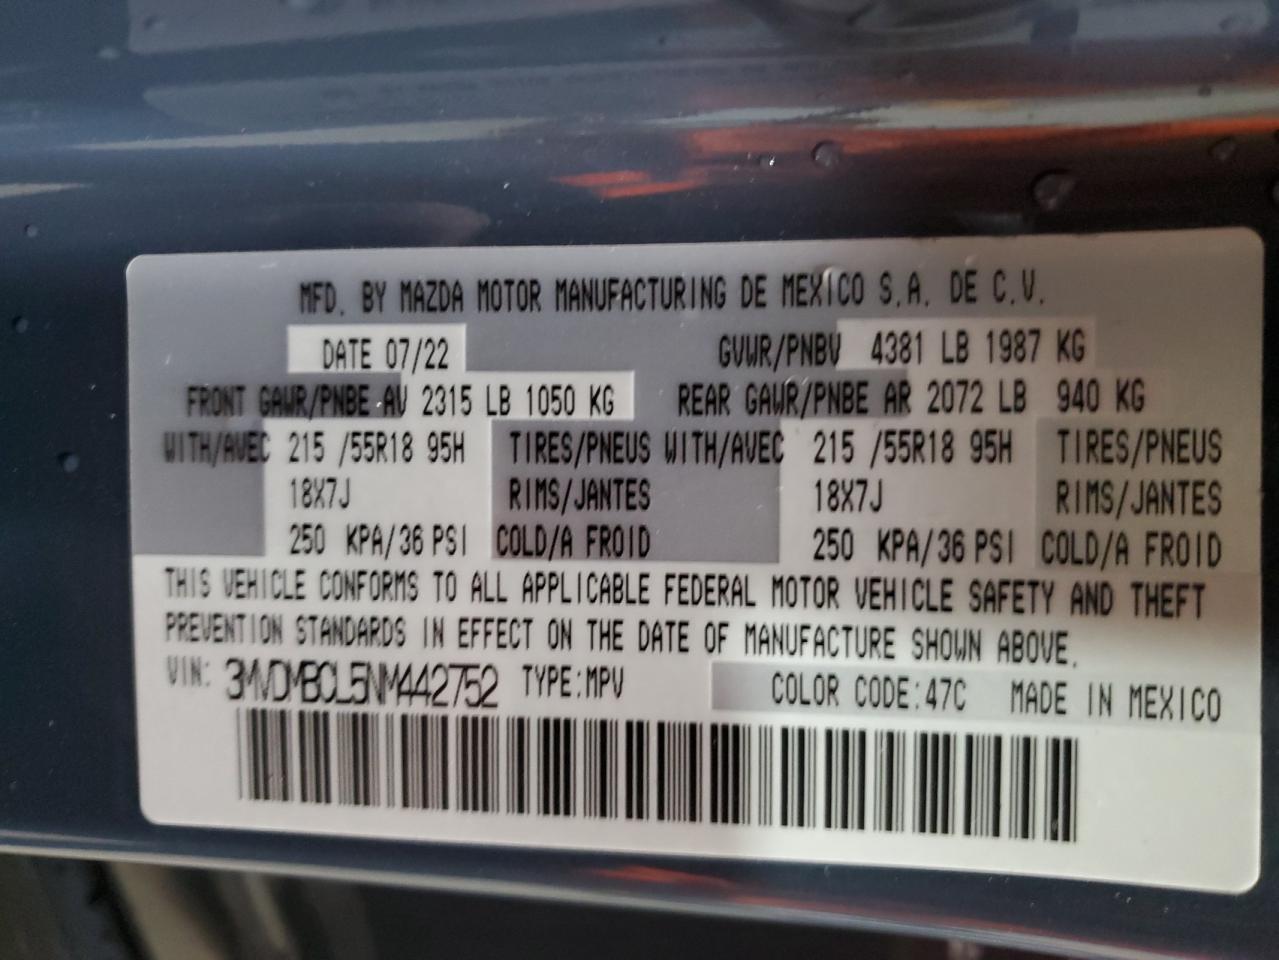 MFD. BY MAZDA MOTOR MANUFACTURING DE MEXICO S.A. DE C.V.
DATE 07/22 GVWR/PNBV 4381 LB 1987 KG
FRONT GAWR/PNBE AV 2315 LB 1050 KG REAR GAWR/PNBE AR 2072 LB 940 KG
WITH/AVEC 215 /55R18 95H TIRES/PNEUS WITH/AVEC 215 /55R18 95H TIRES/PNEUS
18X7J RIMS/JANTES 18X7J RIMS/JANTES
250 KPA/36 PSI COLD/A FROID 250 KPA/36 PSI COLD/A FROID
THIS VEHICLE CONFORMS TO ALL APPLICABLE FEDERAL MOTOR VEHICLE SAFETY AND THEFT
PREVENTION STANDARDS IN EFFECT ON THE DATE OF MANUFACTURE SHOWN ABOVE.
VIN: 3MVDMBCL5NM442752 TYPE:MPV COLOR CODE:47C MADE IN MEXICO